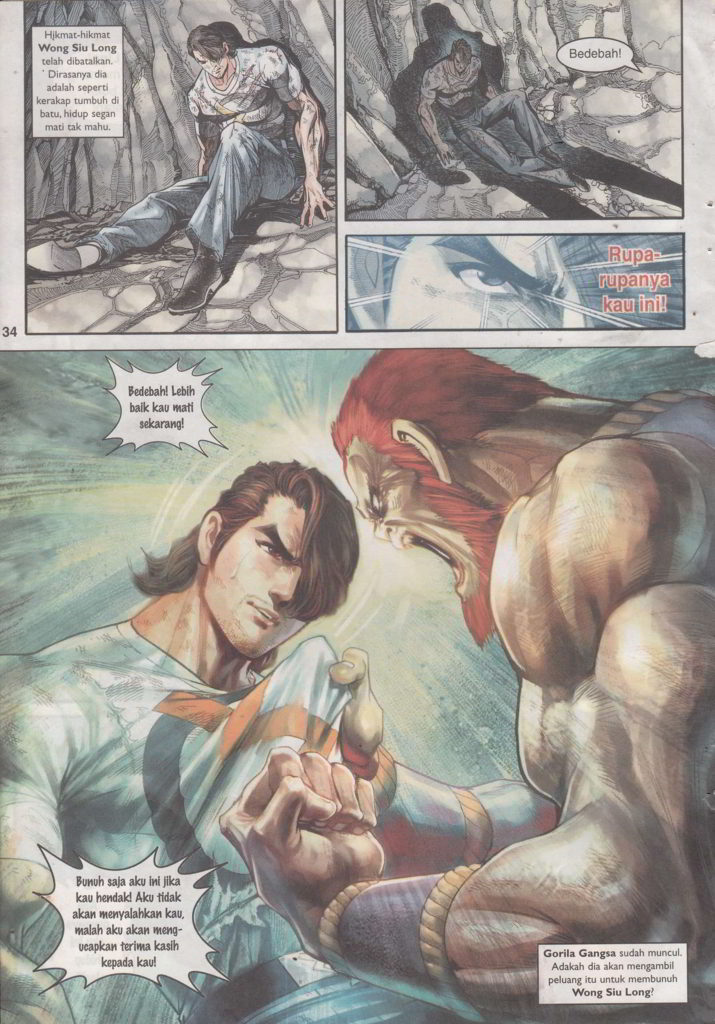 Hikmat-hikmat
Wong Siu Long
telah dibatalkan.
Dirasanya dia
adalah seperti
kerakap tumbuh di
batu, hidup segan
mati tak mahu.
Bedebah!
Rupa-
rupanya
kau ini!
34
Bedebah! Lebih
baik kau mati
sekarang!
Bunuh saja aku ini jika
kau hendak! Aku tidak
akan menyalahkan kau,
malah aku akan meng-
ucapkan terima kasih
kepada kau!
Gorila Gangsa sudah muncul.
Adakah dia akan mengambil
peluang itu untuk membunuh
Wong Siu Long?